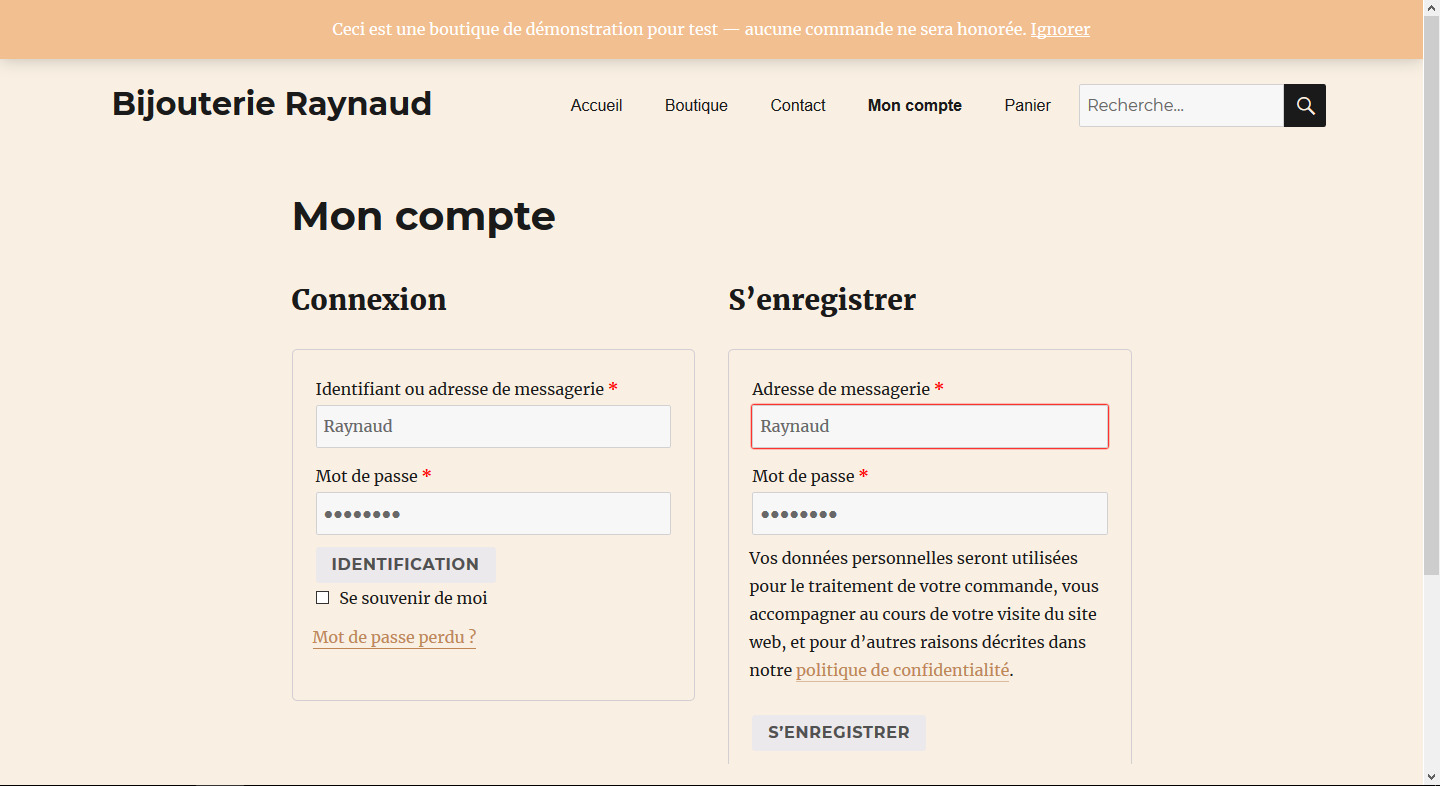 Ceci est une boutique de démonstration pour test — aucune commande ne sera honorée. Ignorer
Bijouterie Raynaud
Accueil Boutique Contact Mon compte Panier Recherche…
Mon compte
Connexion
Identifiant ou adresse de messagerie *
Raynaud
Mot de passe *
●●●●●●●●
IDENTIFICATION
Se souvenir de moi
Mot de passe perdu ?
S’enregistrer
Adresse de messagerie *
Raynaud
Mot de passe *
●●●●●●●●
Vos données personnelles seront utilisées
pour le traitement de votre commande, vous
accompagner au cours de votre visite du site
web, et pour d’autres raisons décrites dans
notre politique de confidentialité.
S’ENREGISTRER